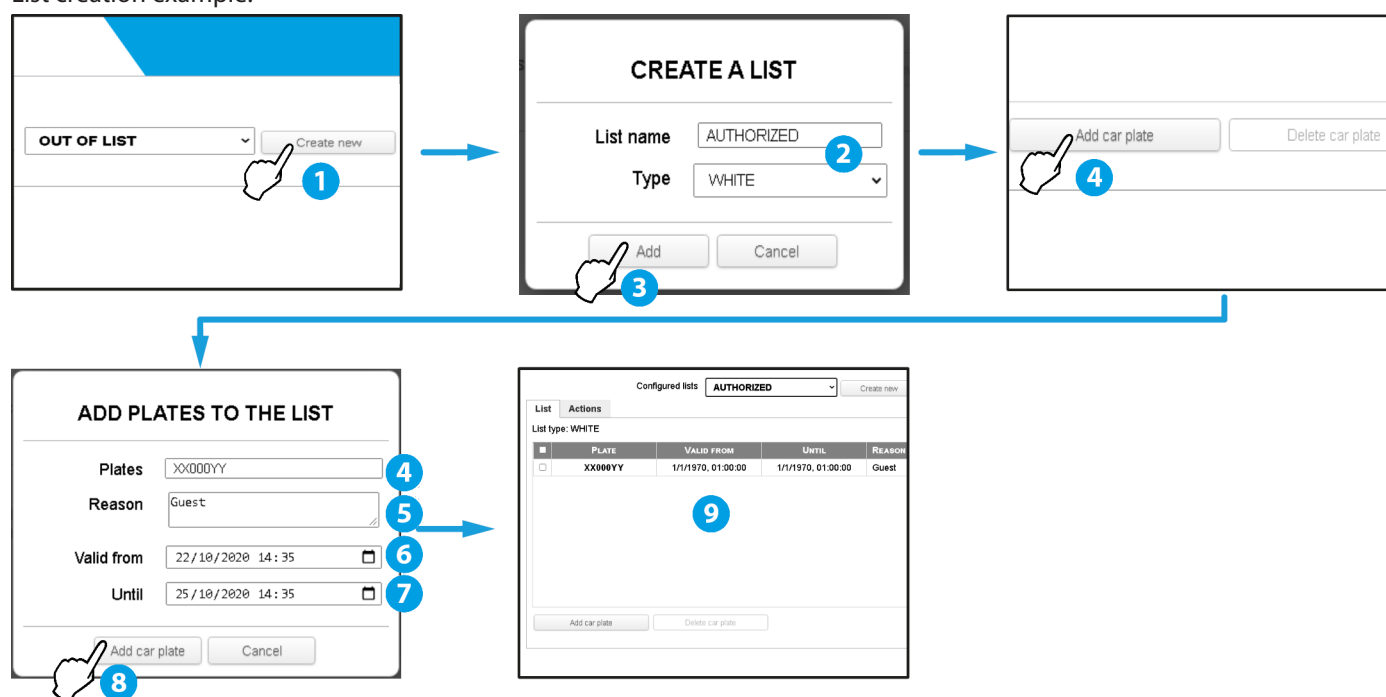 List creation example:
OUT OF LIST
Create new
1
CREATE A LIST
List name AUTHORIZED
2
Type WHITE
Add Cancel
3
Add car plate Delete car plate
4
ADD PLATES TO THE LIST
Plates XX000YY 4
Reason Guest 5
Valid from 22/10/2020 14:35 6
Until 25/10/2020 14:35 7
Add car plate Cancel
8
Configured lists AUTHORIZED Create new
List Actions
List type: WHITE
PLATE VALID FROM UNTIL REASON
XX000YY 1/1/1970, 01:00:00 1/1/1970, 01:00:00 Guest
9
Add car plate Delete car plate